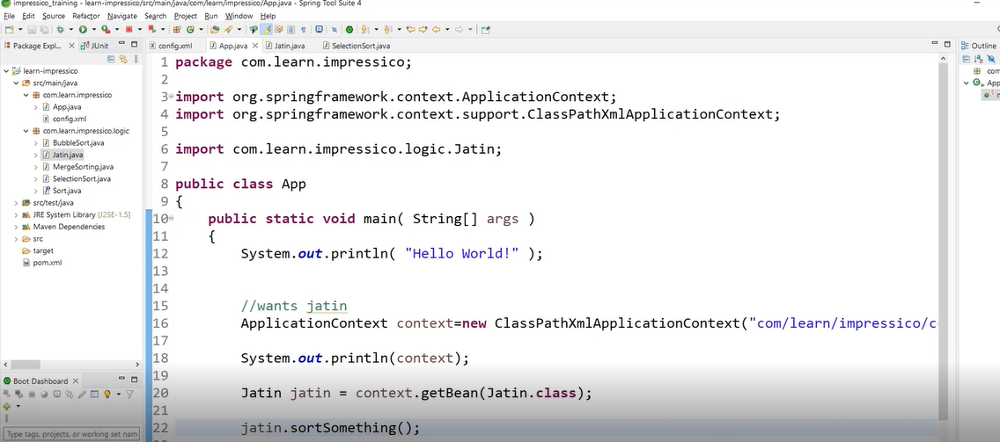 impressico_training - learn-impressico/src/main/java/com/learn/impressico/App.java - Spring Tool Suite 4
File Edit Source Refactor Navigate Search Project Run Window Help
Package Expl... JUnit
config.xml App.java Jatin.java SelectionSort.java
Outline
learn-impressico
src/main/java
com.learn.impressico
App.java
config.xml
com.learn.impressico.logic
BubbleSort.java
Jatin.java
MergeSorting.java
SelectionSort.java
Sort.java
src/test/java
JRE System Library [J2SE-1.5]
Maven Dependencies
src
target
pom.xml
Boot Dashboard
Type tags, projects, or working set nam
1 package com.learn.impressico;
2
3 import org.springframework.context.ApplicationContext;
4 import org.springframework.context.support.ClassPathXmlApplicationContext;
5
6 import com.learn.impressico.logic.Jatin;
7
8 public class App
9 {
10 public static void main( String[] args )
11 {
12 System.out.println( "Hello World!" );
13
14
15 //wants jatin
16 ApplicationContext context=new ClassPathXmlApplicationContext("com/learn/impressico/c
17
18 System.out.println(context);
19
20 Jatin jatin = context.getBean(Jatin.class);
21
22 jatin.sortSomething();
com
App